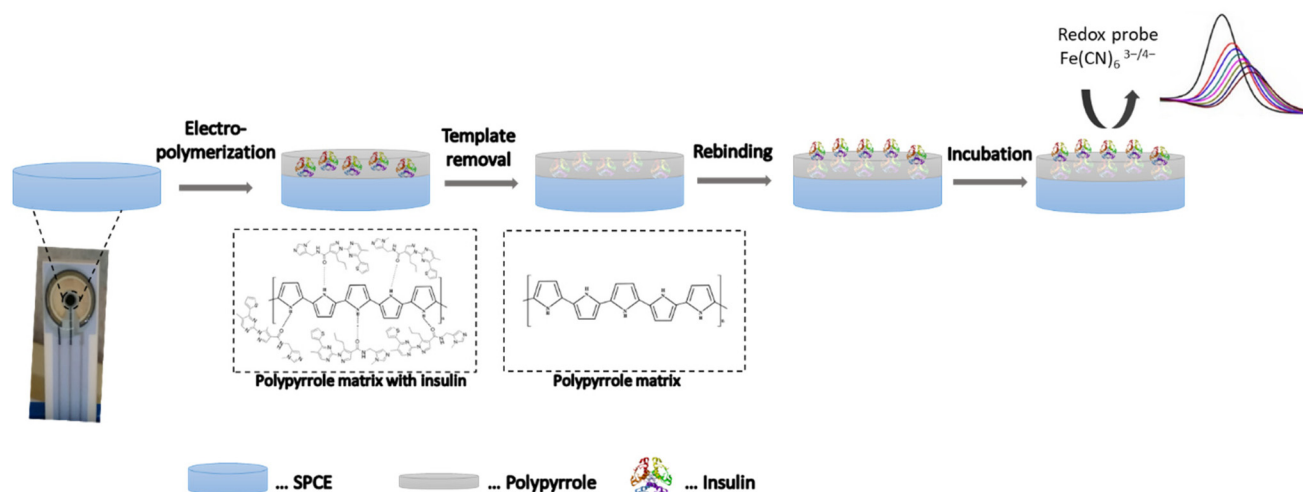 Redox probe
Fe(CN)₆ ³⁻/⁴⁻
Electro-
polymerization
Template
removal
Rebinding
Incubation
Polypyrrole matrix with insulin
Polypyrrole matrix
... SPCE
... Polypyrrole
... Insulin